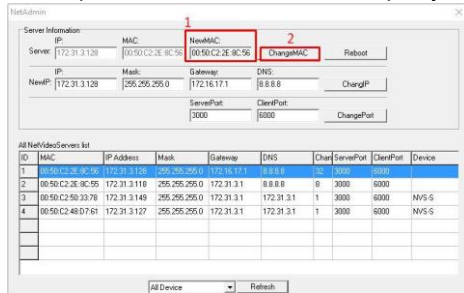 NetAdmin
1
Server Information
IP: MAC: NewMAC: 2
Server: 172.31.3.128 00:50:C2:2E:8C:56 00:50:C2:2E:8C:56 ChangeMAC Reboot
IP: Mask: Gateway: DNS:
NewIP: 172.31.3.128 255.255.255.0 172.16.17.1 8.8.8.8 ChangIP
ServerPort: ClientPort:
3000 6000 ChangePort
All NetVideoServers list
ID MAC IP Address Mask Gateway DNS Chan ServerPort ClientPort Device
1 00:50:C2:2E:8C:56 172.31.3.128 255.255.255.0 172.16.17.1 8.8.8.8 32 3000 6000
2 00:50:C2:2E:8C:55 172.31.3.118 255.255.255.0 172.31.3.1 8.8.8.8 8 3000 6000
3 00:50:C2:50:33:78 172.31.3.149 255.255.255.0 172.31.3.1 172.31.3.1 1 3000 6000 NVS-S
4 00:50:C2:48:D7:61 172.31.3.127 255.255.255.0 172.31.3.1 172.31.3.1 1 3000 6000 NVS-S
All Device Refresh